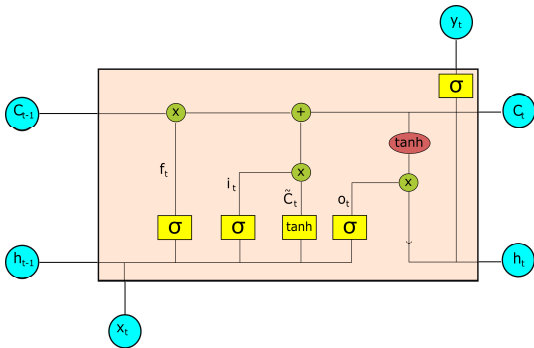 yₜ
σ
Cₜ₋₁
x
+
Cₜ
tanh
fₜ
iₜ
x
C̃ₜ
oₜ
x
σ
σ
tanh
σ
hₜ₋₁
hₜ
xₜ